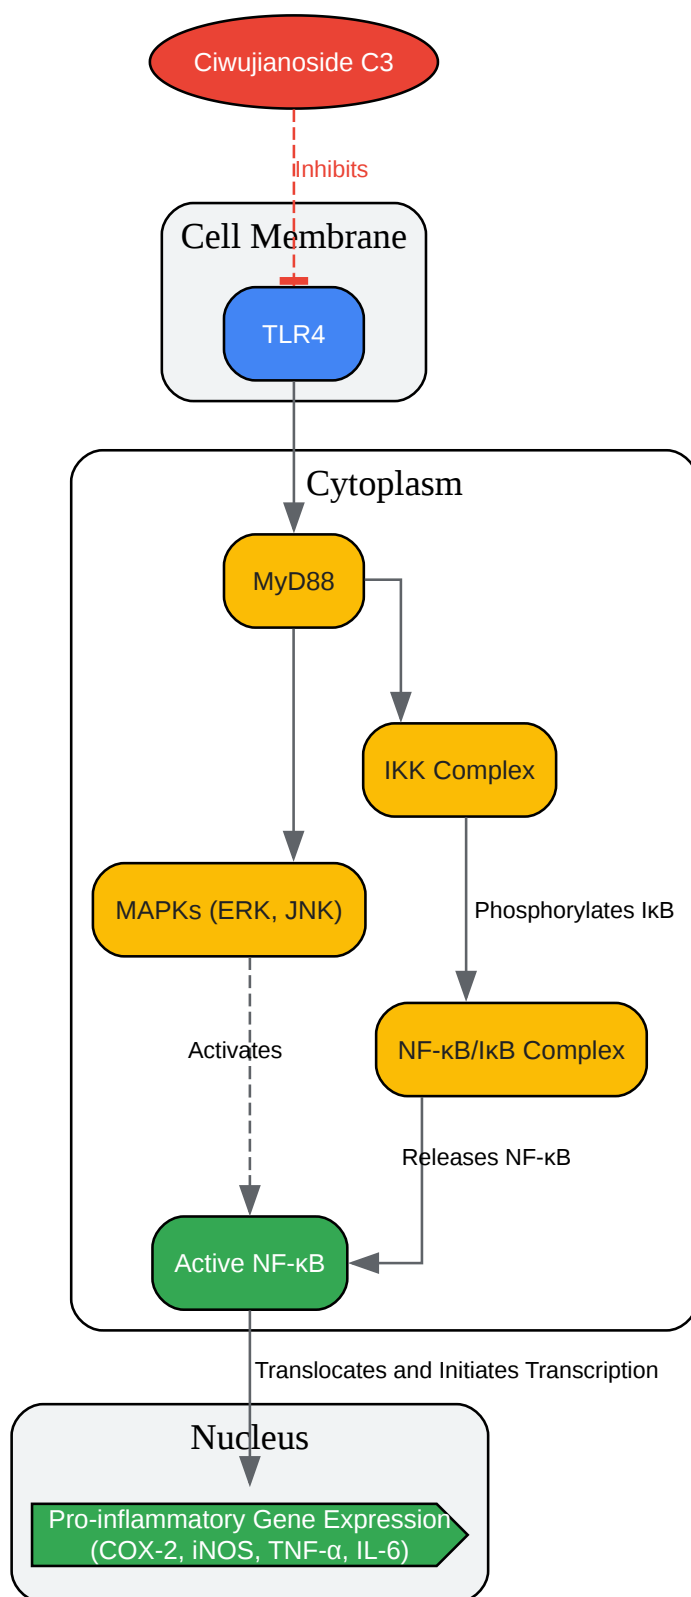 Ciwujianoside C3
Inhibits
Cell Membrane
TLR4
Cytoplasm
MyD88
IKK Complex
MAPKs (ERK, JNK)
Phosphorylates IκB
NF-κB/IκB Complex
Activates
Releases NF-κB
Active NF-κB
Translocates and Initiates Transcription
Nucleus
Pro-inflammatory Gene Expression
(COX-2, iNOS, TNF-α, IL-6)